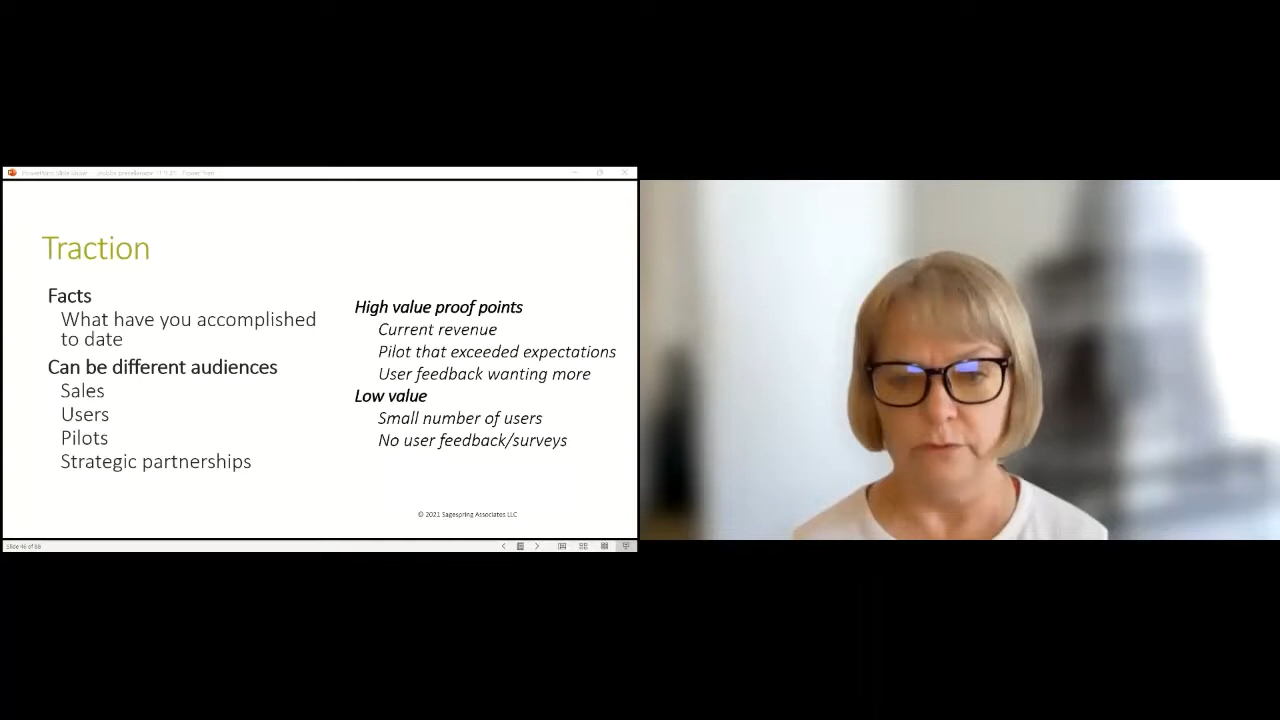 Traction
Facts
What have you accomplished
to date
Can be different audiences
Sales
Users
Pilots
Strategic partnerships
High value proof points
Current revenue
Pilot that exceeded expectations
User feedback wanting more
Low value
Small number of users
No user feedback/surveys
© 2021 Sagespring Associates LLC